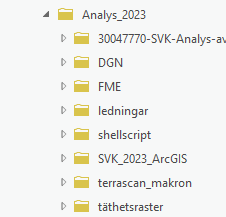 Analys_2023
30047770-SVK-Analys-av
DGN
FME
ledningar
shellscript
SVK_2023_ArcGIS
terrascan_makron
täthetsraster